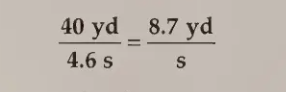 40 yd / 4.6 s = 8.7 yd / s